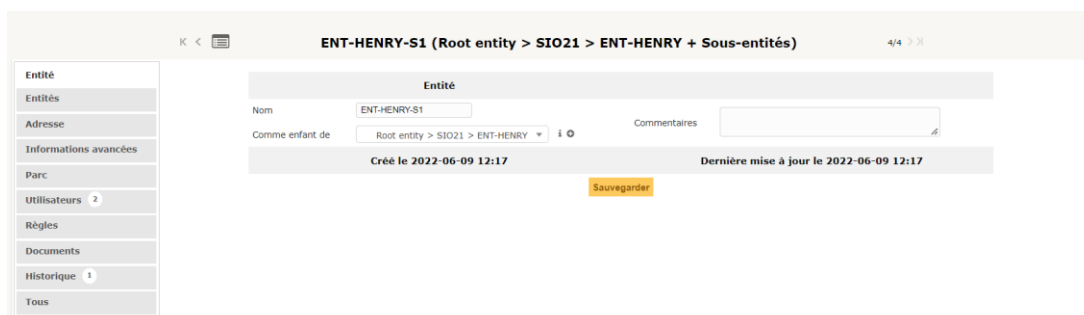 ENT-HENRY-S1 (Root entity > SIO21 > ENT-HENRY + Sous-entités) 4/4
Entité
Entités
Adresse
Informations avancées
Parc
Utilisateurs 2
Règles
Documents
Historique 1
Tous
Entité
Nom ENT-HENRY-S1
Commentaires
Comme enfant de Root entity > SIO21 > ENT-HENRY
Créé le 2022-06-09 12:17 Dernière mise à jour le 2022-06-09 12:17
Sauvegarder